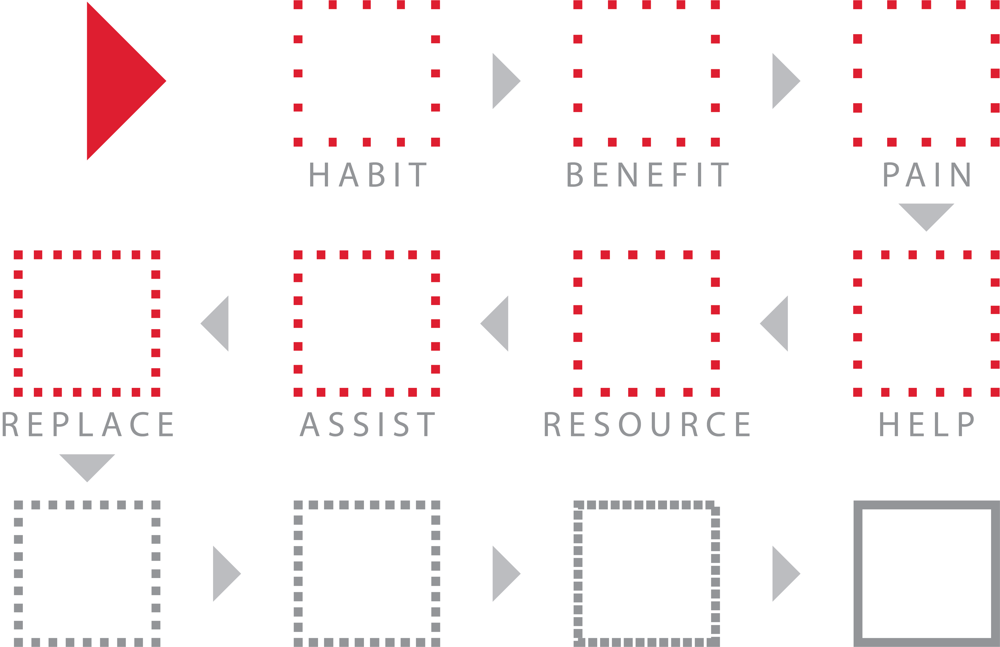 HABIT BENEFIT PAIN
REPLACE ASSIST RESOURCE HELP